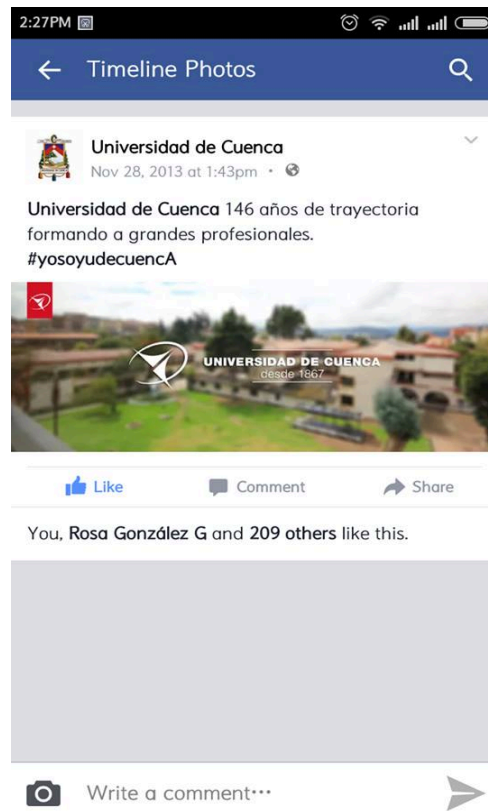 2:27PM
Timeline Photos
Universidad de Cuenca
Nov 28, 2013 at 1:43pm
Universidad de Cuenca 146 años de trayectoria
formando a grandes profesionales.
#yosoyudecuencA
UNIVERSIDAD DE CUENCA
desde 1867
Like Comment Share
You, Rosa González G and 209 others like this.
Write a comment···